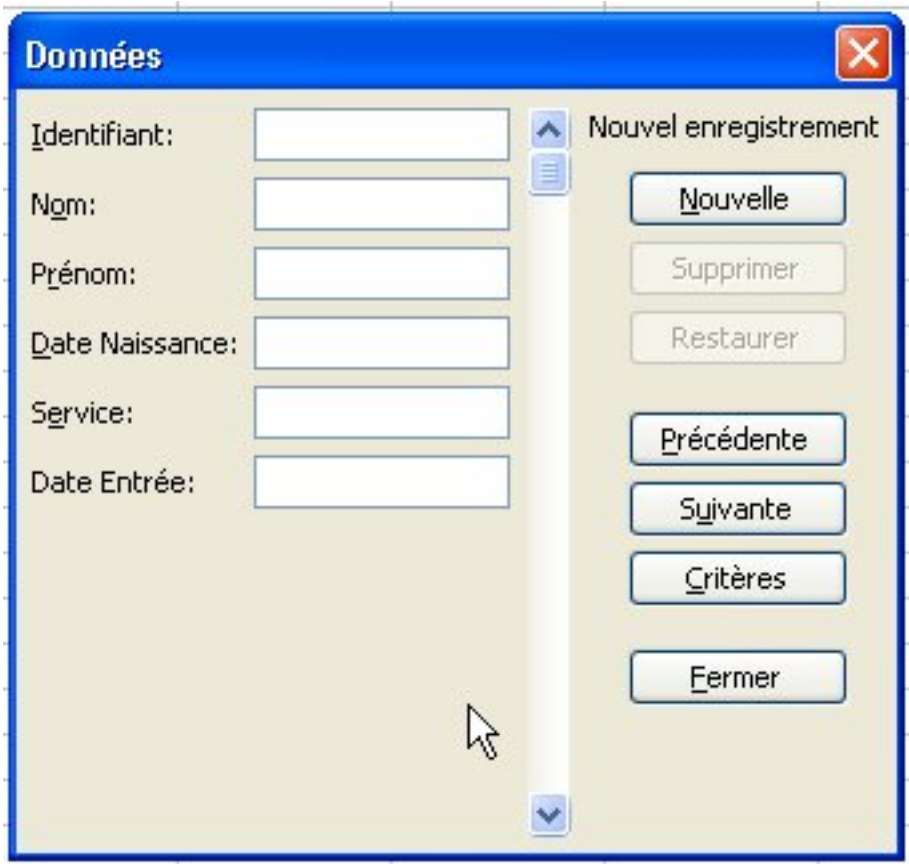 Données
Identifiant:
Nom:
Prénom:
Date Naissance:
Service:
Date Entrée:
Nouvel enregistrement
Nouvelle
Supprimer
Restaurer
Précédente
Suivante
Critères
Fermer